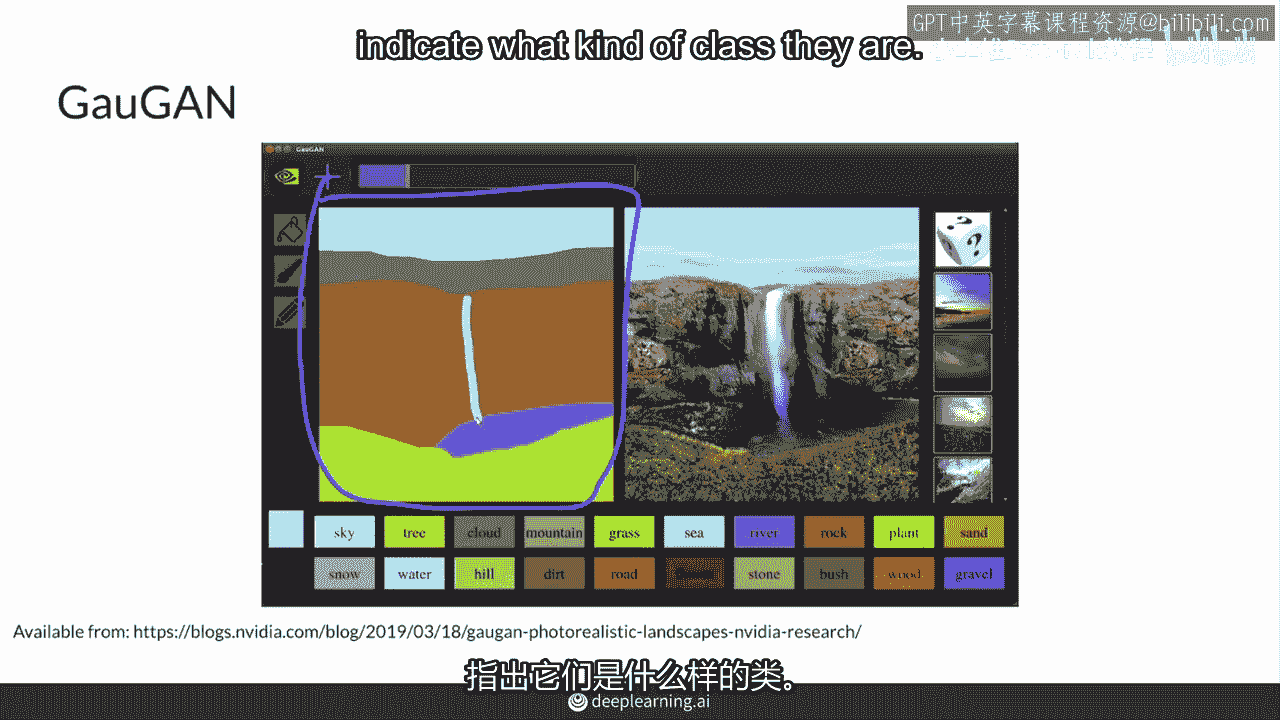 GPT中英字幕课程资源@bilibili.com
indicate what kind of class they are.
GauGAN
GauGAN
sky tree cloud mountain grass sea river rock plant sand
snow water hill dirt road stone bush wood gravel
Available from: https://blogs.nvidia.com/blog/2019/03/18/gaugan-photorealistic-landscapes-nvidia-research/
指出它们是什么样的类。
deeplearning.ai